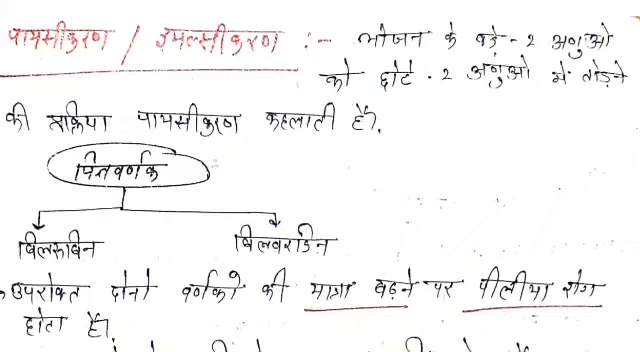 पायसीकरण / इमल्सीकरण :- भोजन के बड़े-2 अणुओ
को छोटे-2 अणुओ में तोड़ने
की प्रक्रिया पायसीकरण कहलाती है।
पित्तवर्णक
बिलरूबिन बिलवरडिन
उपरोक्त दोनो वर्णको की मात्रा बढ़ने पर पीलीया रोग
होता है।